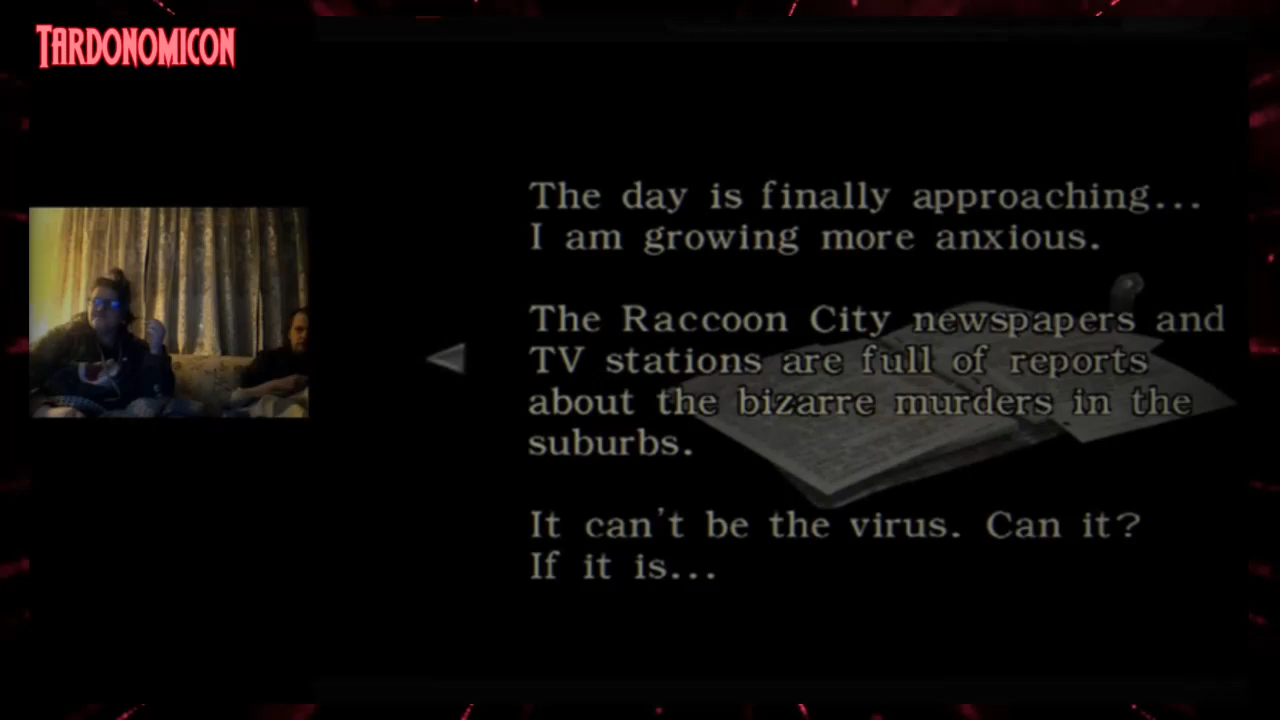 TARDONOMICON
The day is finally approaching...
I am growing more anxious.
The Raccoon City newspapers and
TV stations are full of reports
about the bizarre murders in the
suburbs.
It can't be the virus. Can it?
If it is...